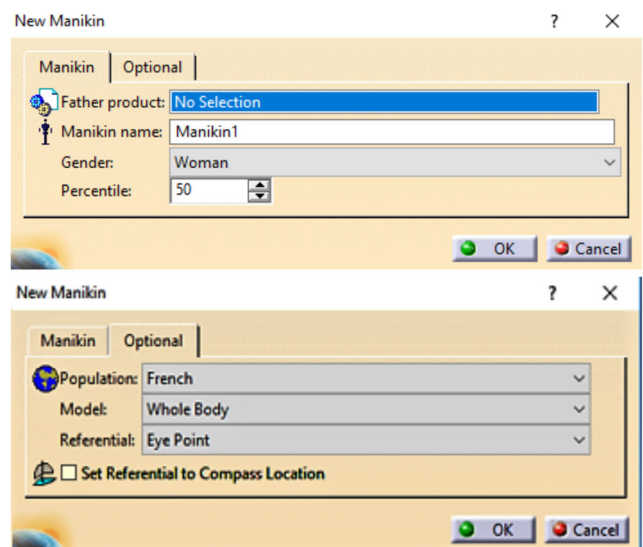 New Manikin ?
Manikin Optional
Father product: No Selection
Manikin name: Manikin1
Gender: Woman
Percentile: 50
OK Cancel
New Manikin ?
Manikin Optional
Population: French
Model: Whole Body
Referential: Eye Point
Set Referential to Compass Location
OK Cancel